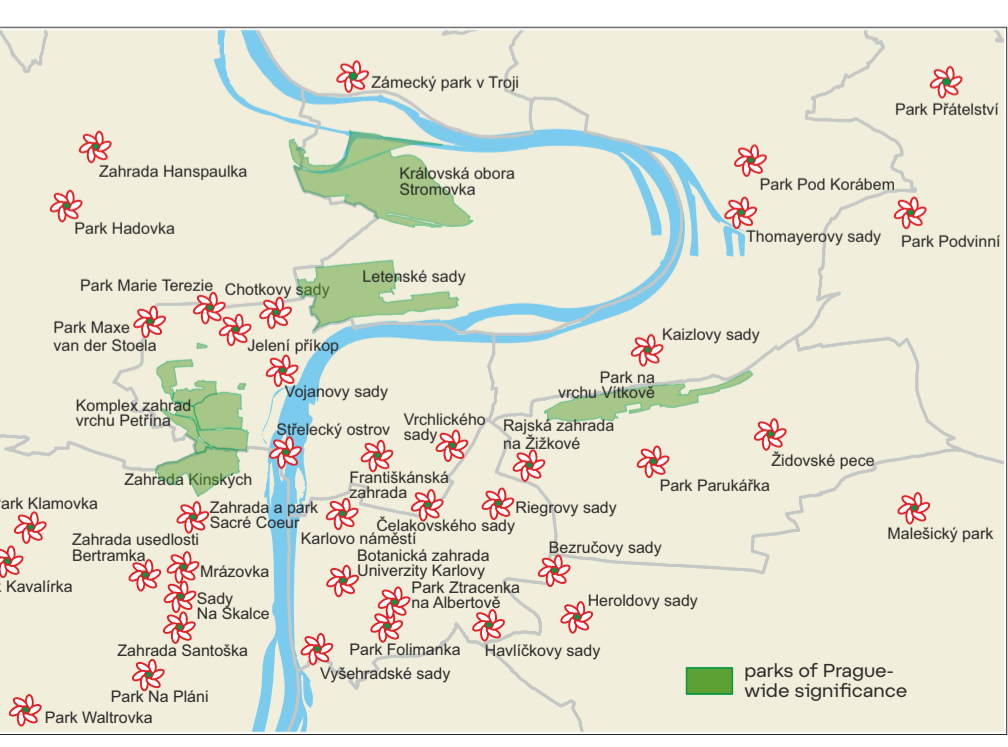 Zámecký park v Troji
Park Přátelství
Zahrada Hanspaulka
Královská obora
Stromovka
Park Pod Korábem
Park Hadovka
Thomayerovy sady
Park Podvinní
Letenské sady
Park Marie Terezie
Chotkovy sady
Park Maxe
van der Stoela
Jelení příkop
Kaizlovy sady
Park na
vrchu Vítkově
Vojanovy sady
Komplex zahrad
vrchu Petřína
Střelecký ostrov
Vrchlického
sady
Rajská zahrada
na Žižkově
Židovské pece
Zahrada Kinských
Františkánská
zahrada
Park Parukářka
ark Klamovka
Zahrada a park
Sacré Coeur
Čelakovského sady
Riegrovy sady
Malešický park
Karlovo náměstí
Zahrada usedlosti
Bertramka
Botanická zahrada
Univerzity Karlovy
Bezručovy sady
k Kavalírka
Mrázovka
Park Ztracenka
na Albertově
Sady
Na Skalce
Heroldovy sady
Zahrada Santoška
Park Folimanka
Havlíčkovy sady
Vyšehradské sady
Park Na Pláni
Park Waltrovka
parks of Prague-
wide significance